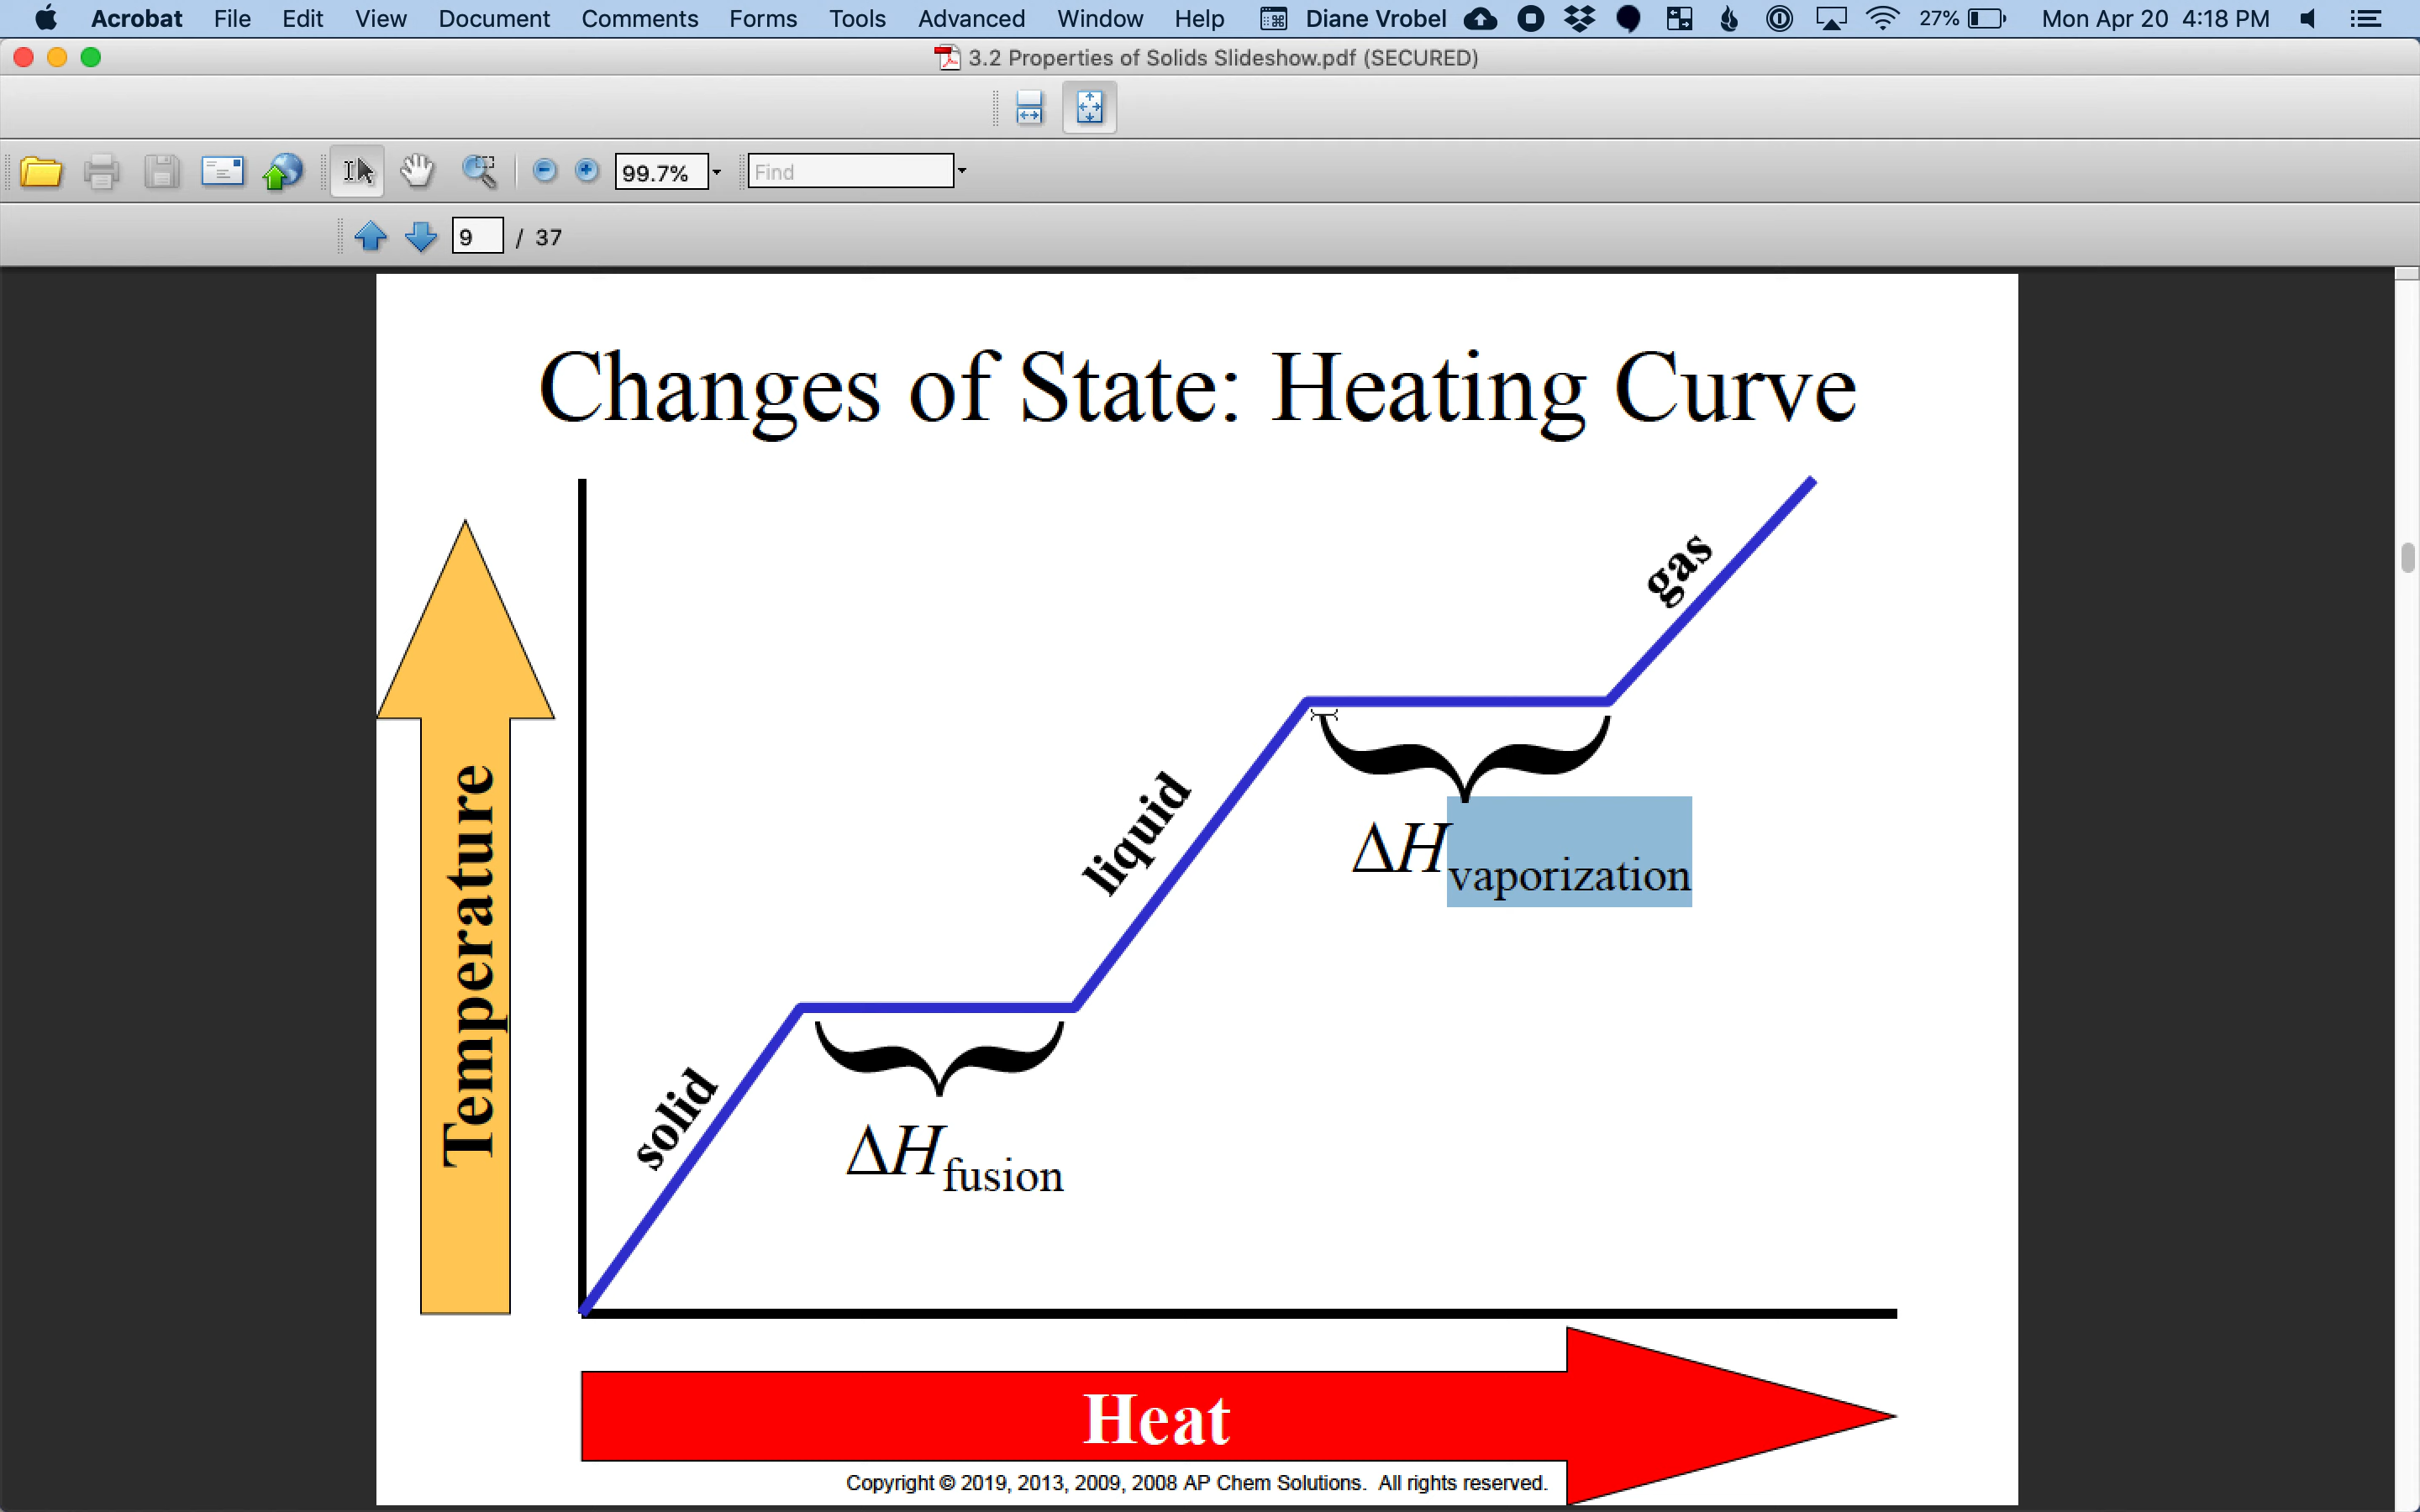 Acrobat File Edit View Document Comments Forms Tools Advanced Window Help Diane Vrobel 27% Mon Apr 20 4:18 PM
3.2 Properties of Solids Slideshow.pdf (SECURED)
99.7% Find
9 / 37
Changes of State: Heating Curve
Temperature
gas
liquid
ΔHvaporization
solid
ΔHfusion
Heat
Copyright © 2019, 2013, 2009, 2008 AP Chem Solutions. All rights reserved.